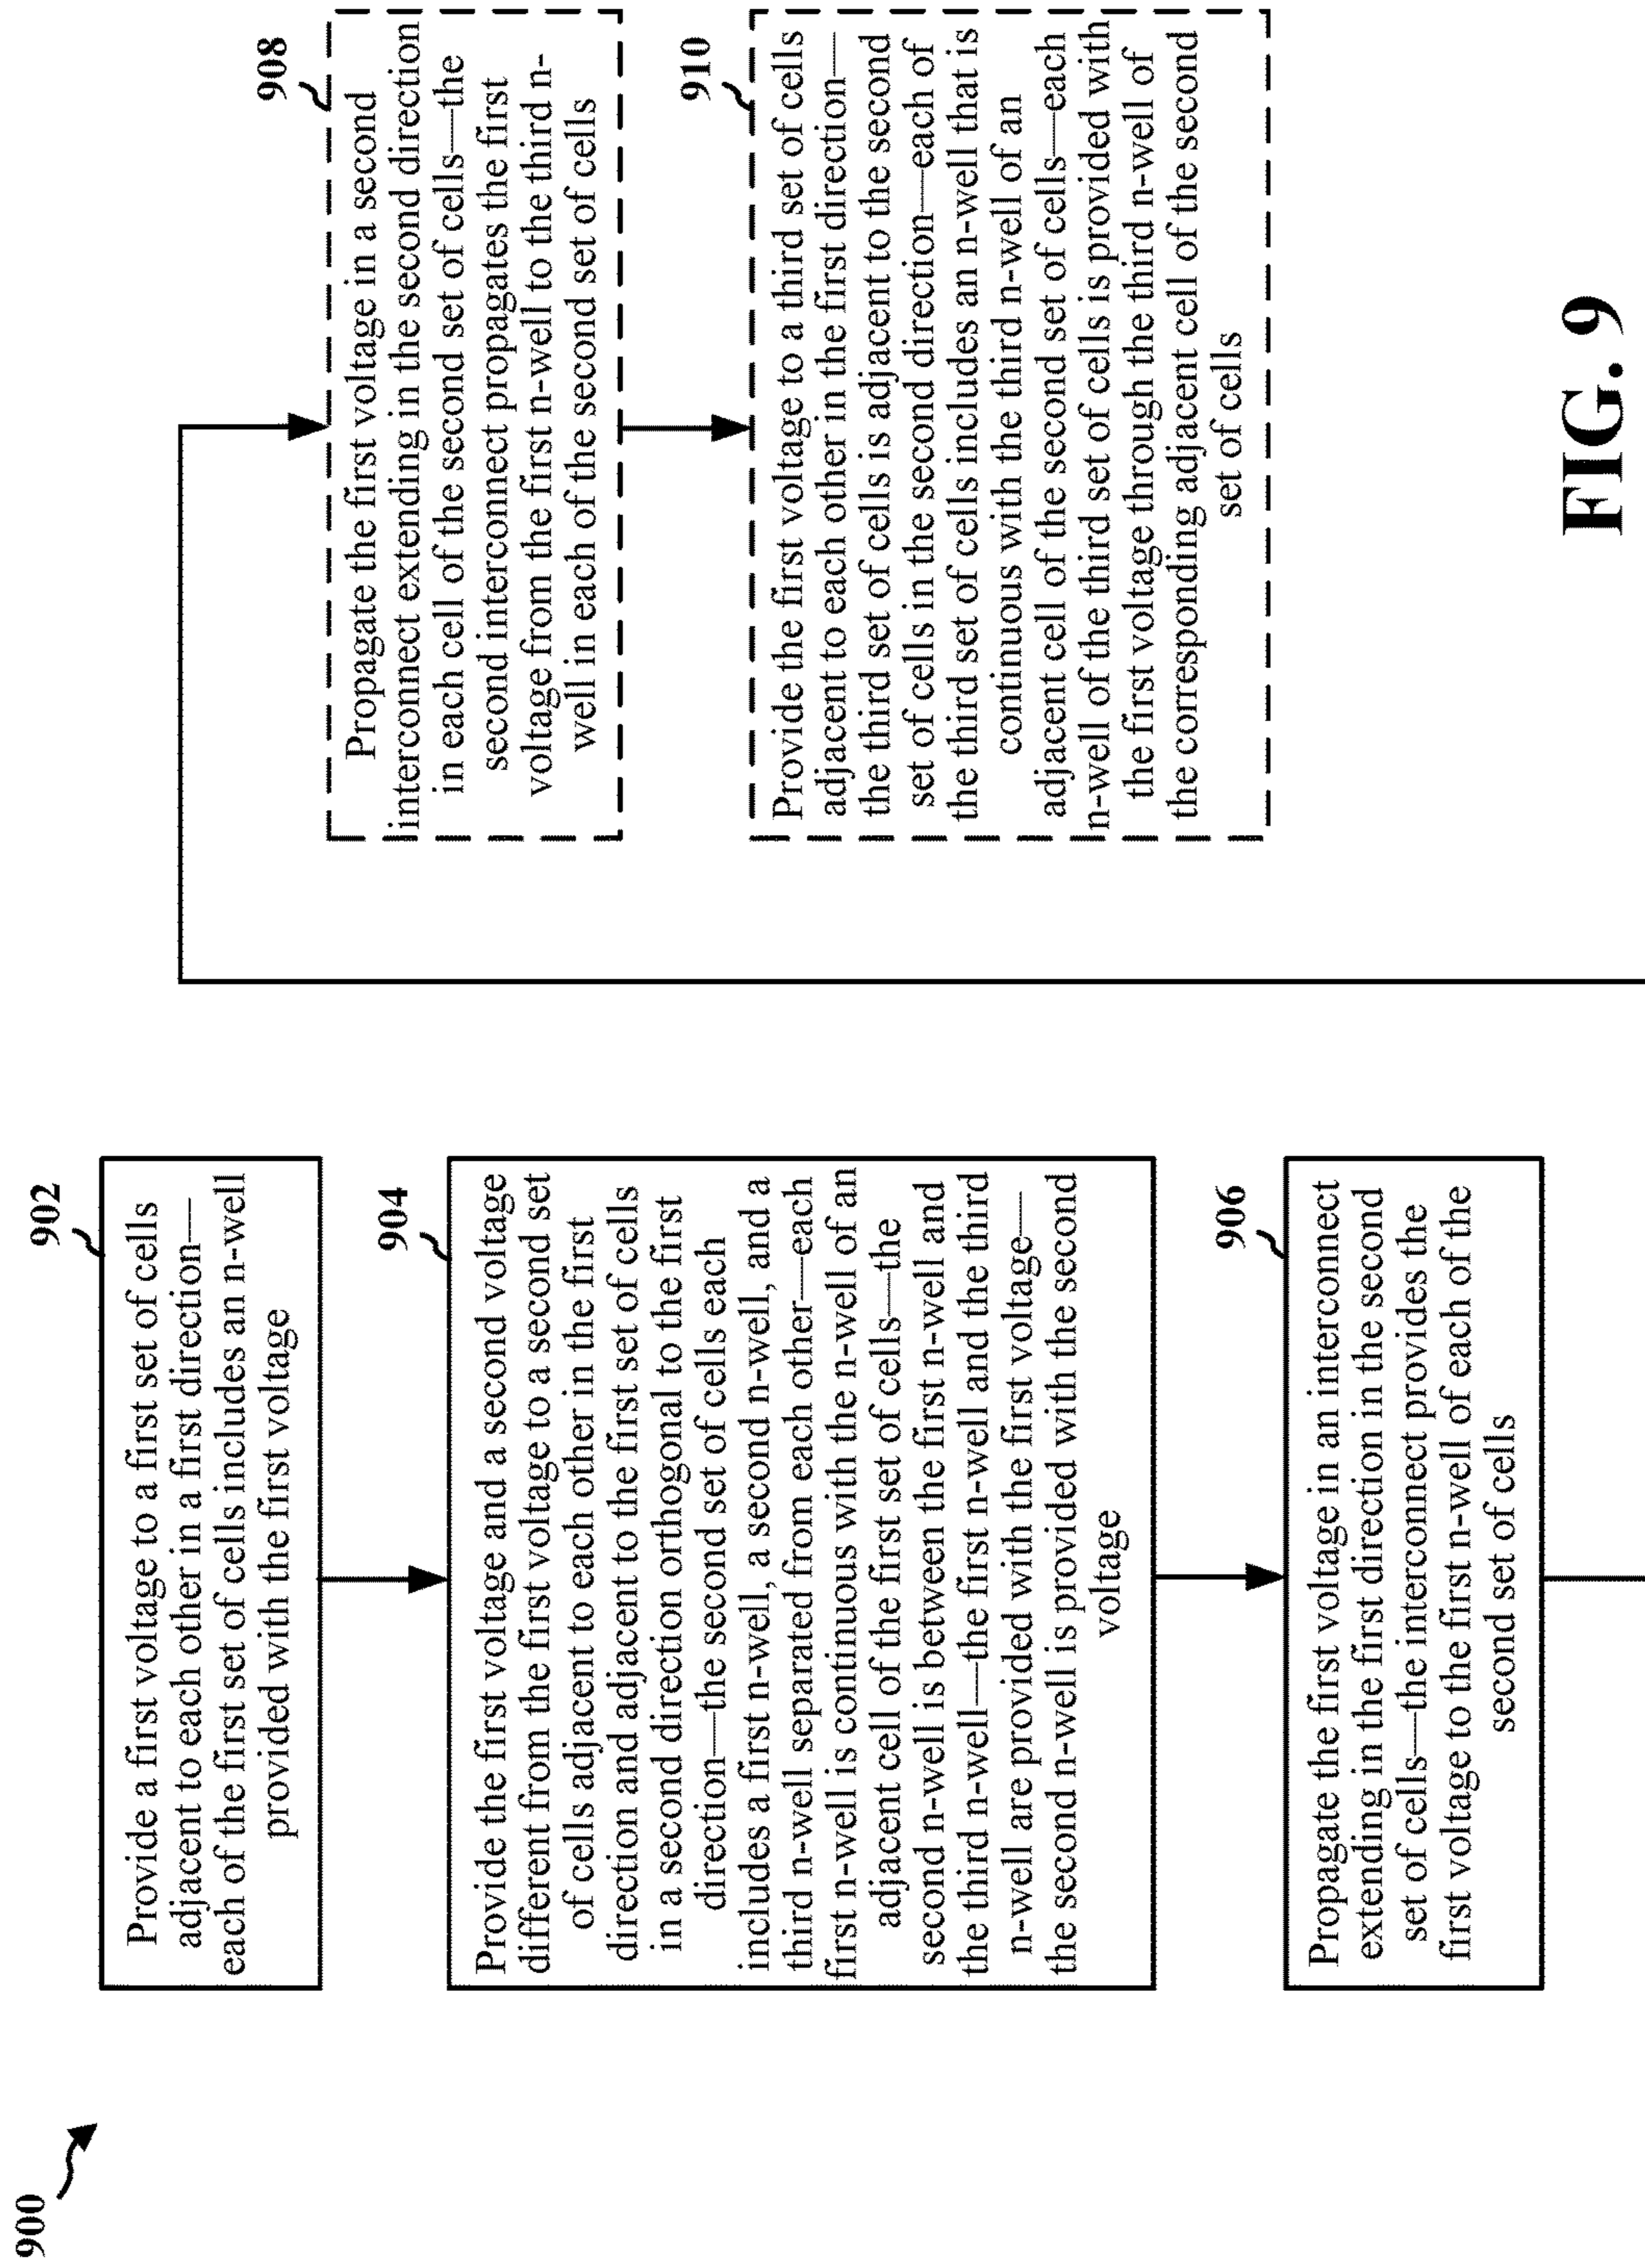 900
902
Provide a first voltage to a first set of cells
adjacent to each other in a first direction—
each of the first set of cells includes an n-well
provided with the first voltage
904
Provide the first voltage and a second voltage
different from the first voltage to a second set
of cells adjacent to each other in the first
direction and adjacent to the first set of cells
in a second direction orthogonal to the first
direction—the second set of cells each
includes a first n-well, a second n-well, and a
third n-well separated from each other—each
first n-well is continuous with the n-well of an
adjacent cell of the first set of cells—the
second n-well is between the first n-well and
the third n-well—the first n-well and the third
n-well are provided with the first voltage—
the second n-well is provided with the second
voltage
906
Propagate the first voltage in an interconnect
extending in the first direction in the second
set of cells—the interconnect provides the
first voltage to the first n-well of each of the
second set of cells
908
Propagate the first voltage in a second
interconnect extending in the second direction
in each cell of the second set of cells—the
second interconnect propagates the first
voltage from the first n-well to the third n-
well in each of the second set of cells
910
Provide the first voltage to a third set of cells
adjacent to each other in the first direction—
the third set of cells is adjacent to the second
set of cells in the second direction—each of
the third set of cells includes an n-well that is
continuous with the third n-well of an
adjacent cell of the second set of cells—each
n-well of the third set of cells is provided with
the first voltage through the third n-well of
the corresponding adjacent cell of the second
set of cells
FIG. 9